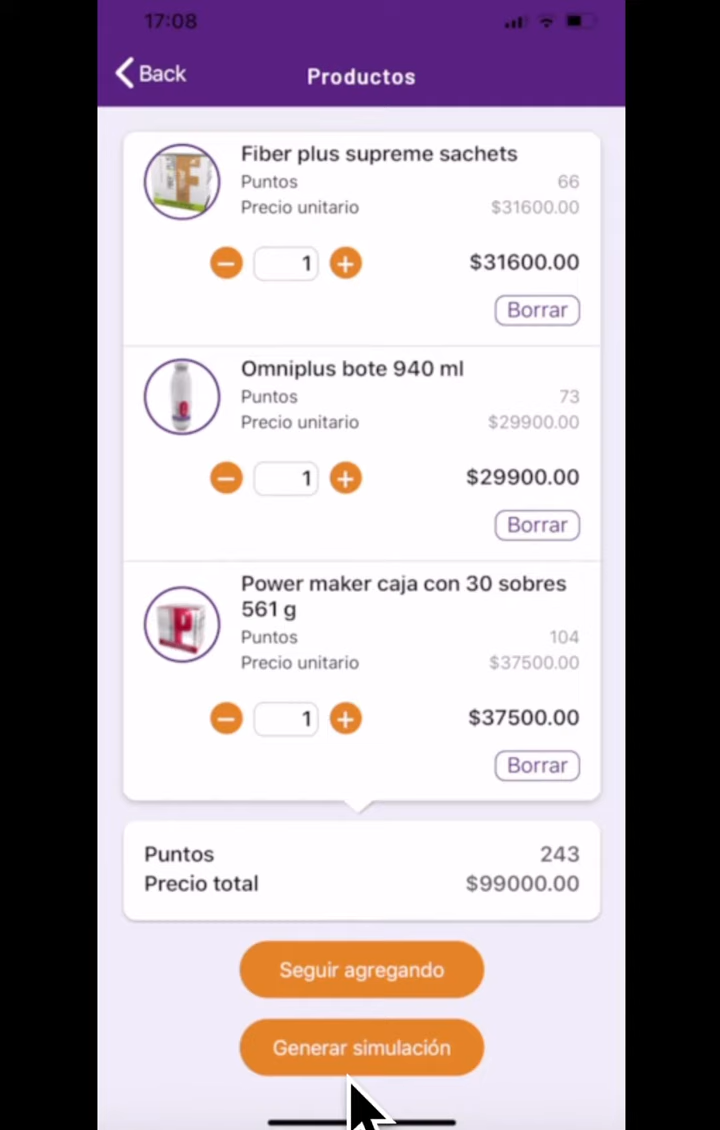 17:08
Back
Productos
Fiber plus supreme sachets
Puntos 66
Precio unitario $31600.00
1 $31600.00
Borrar
Omniplus bote 940 ml
Puntos 73
Precio unitario $29900.00
1 $29900.00
Borrar
Power maker caja con 30 sobres
561 g
Puntos 104
Precio unitario $37500.00
1 $37500.00
Borrar
Puntos 243
Precio total $99000.00
Seguir agregando
Generar simulación